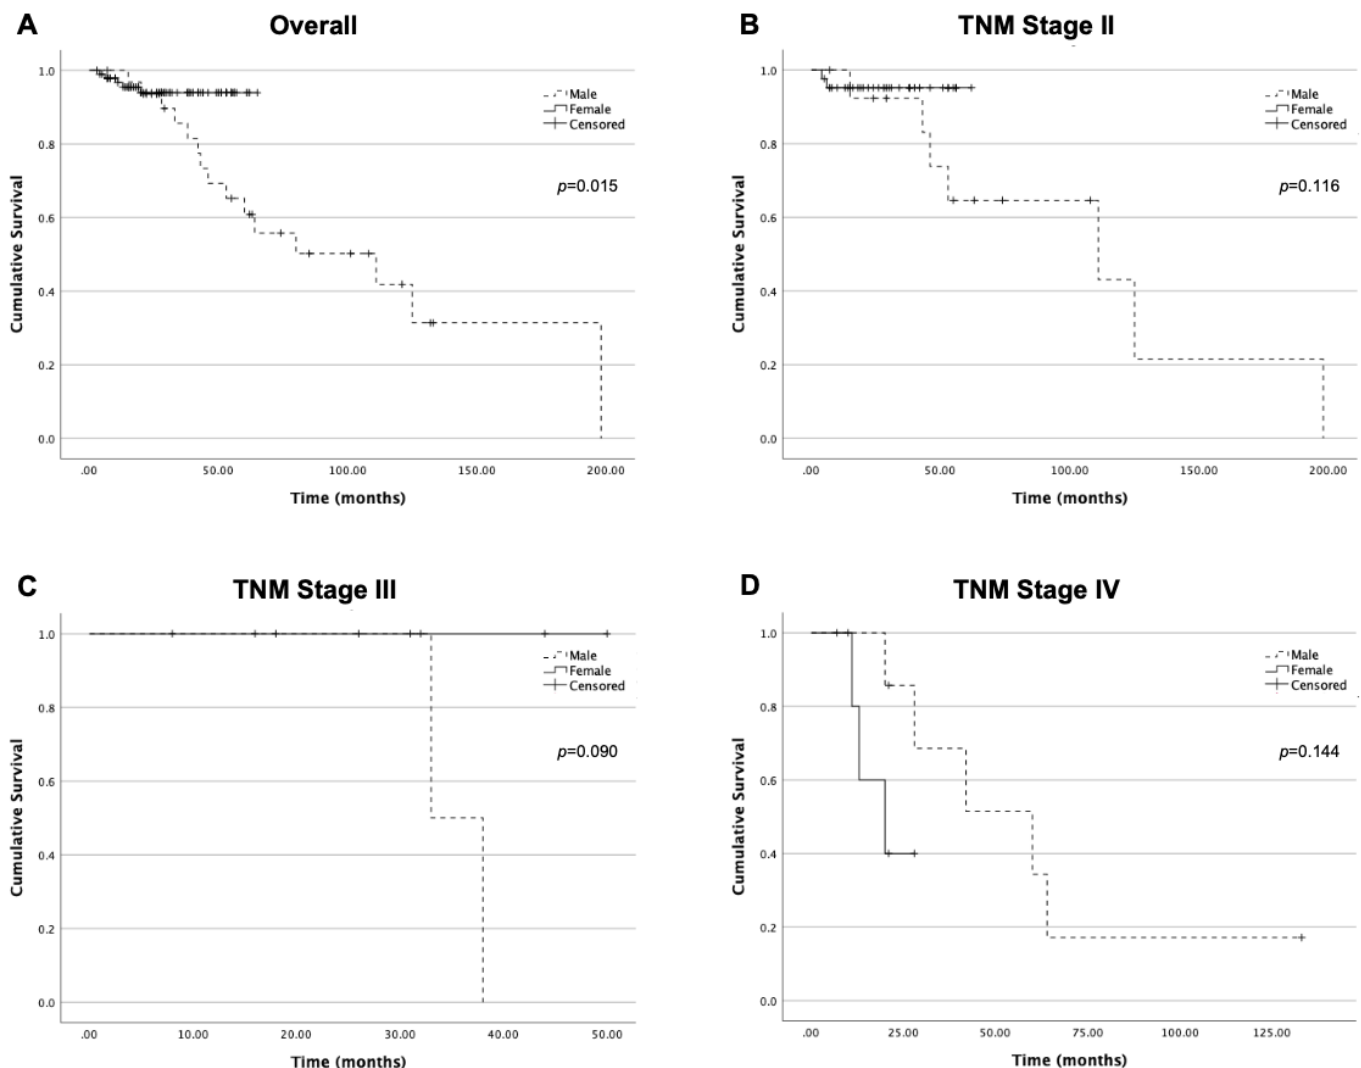 A
Overall
1.0
0.8
0.6
0.4
0.2
0.0
Cumulative Survival
Male
Female
Censored
p=0.015
.00
50.00
100.00
150.00
200.00
Time (months)
B
TNM Stage II
1.0
0.8
0.6
0.4
0.2
0.0
Cumulative Survival
Male
Female
Censored
p=0.116
.00
50.00
100.00
150.00
200.00
Time (months)
C
TNM Stage III
1.0
0.8
0.6
0.4
0.2
0.0
Cumulative Survival
Male
Female
Censored
p=0.090
.00
10.00
20.00
30.00
40.00
50.00
Time (months)
D
TNM Stage IV
1.0
0.8
0.6
0.4
0.2
0.0
Cumulative Survival
Male
Female
Censored
p=0.144
.00
25.00
50.00
75.00
100.00
125.00
Time (months)